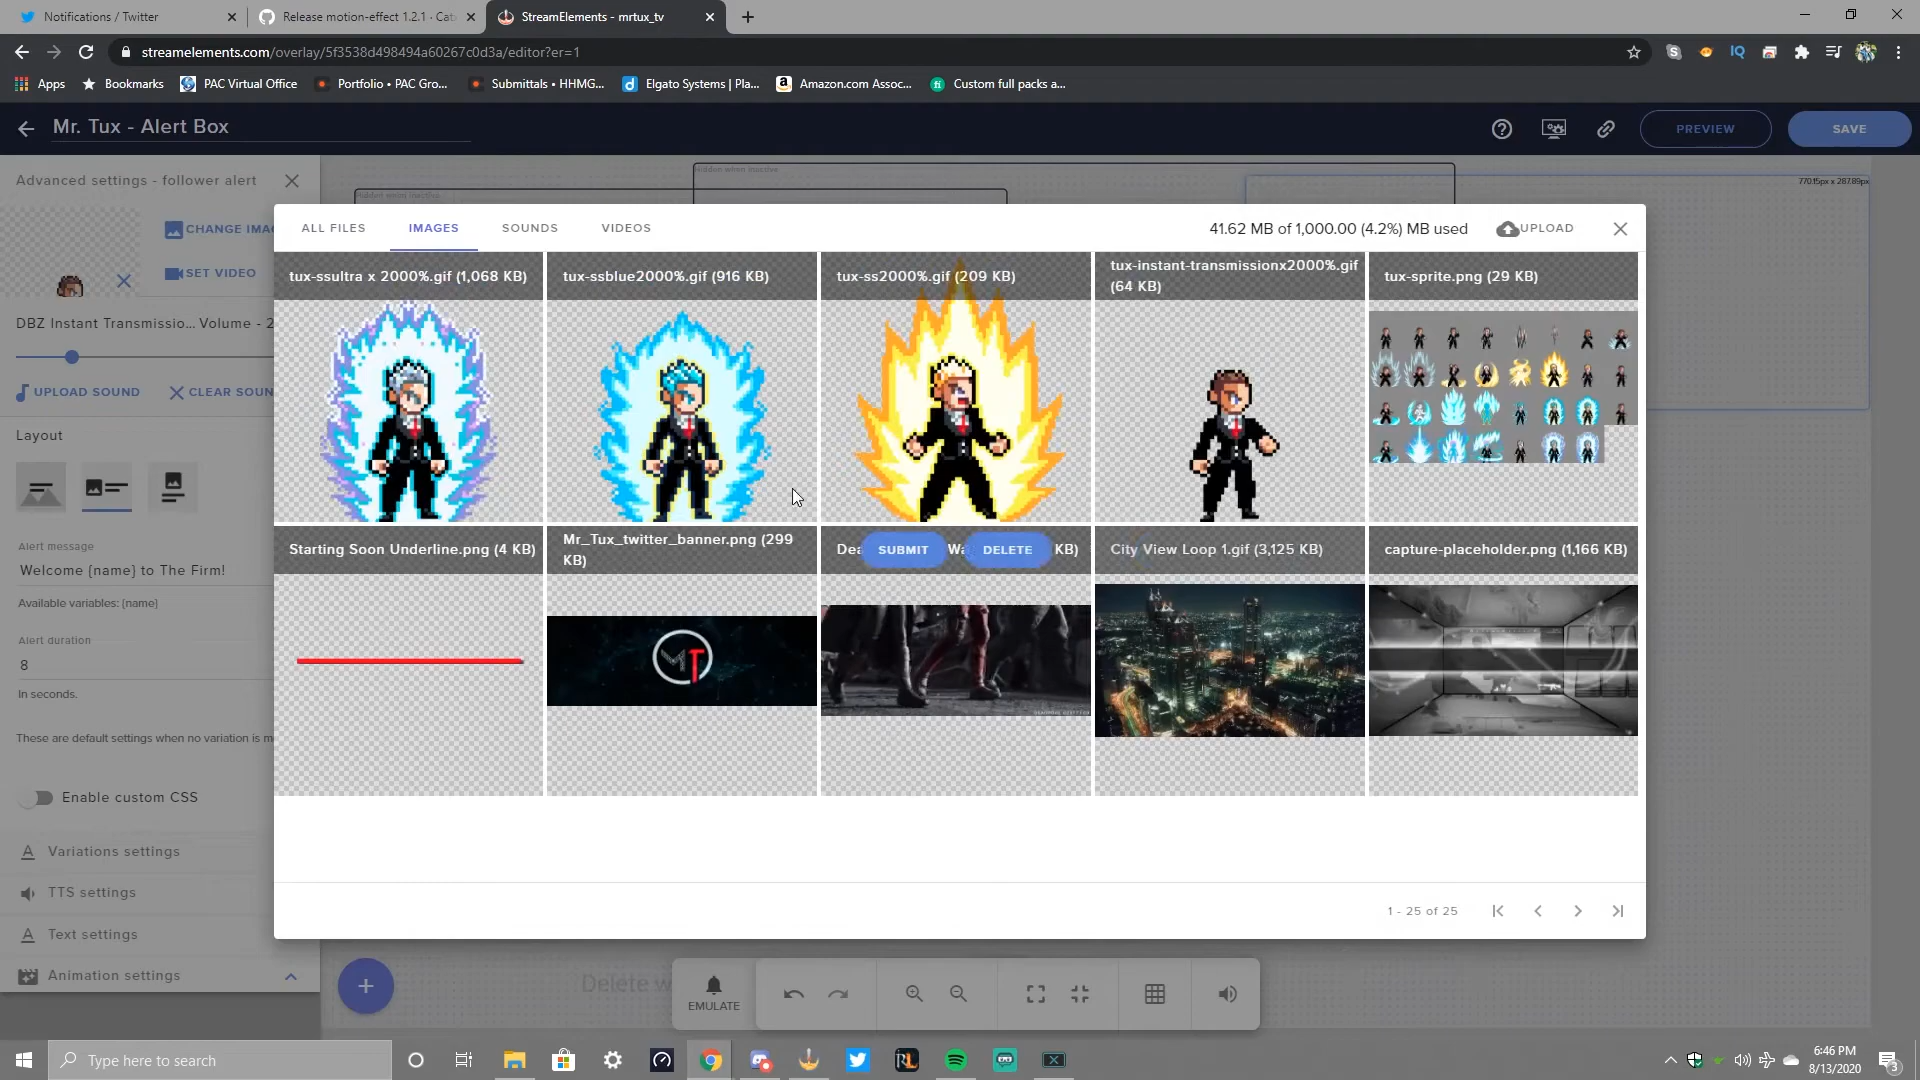 Notifications / Twitter
Release motion-effect 1.2.1 · Cat
StreamElements - mrtux_tv
streamelements.com/overlay/5f3538d498494a60267c0d3a/editor?er=1
Apps
Bookmarks
PAC Virtual Office
Portfolio • PAC Gro...
Submittals • HHMG...
Elgato Systems | Pla...
Amazon.com Assoc...
Custom full packs a...
Mr. Tux - Alert Box
PREVIEW
SAVE
Advanced settings - follower alert
770.15px x 287.89px
CHANGE IMA
SET VIDEO
DBZ Instant Transmissio... Volume - 2
UPLOAD SOUND
CLEAR SOUN
Layout
Alert message
Welcome {name} to The Firm!
Available variables: {name}
Alert duration
8
In seconds.
These are default settings when no variation is m
Enable custom CSS
Variations settings
TTS settings
Text settings
Animation settings
ALL FILES
IMAGES
SOUNDS
VIDEOS
41.62 MB of 1,000.00 (4.2%) MB used
UPLOAD
tux-ssultra x 2000%.gif (1,068 KB)
tux-ssblue2000%.gif (916 KB)
tux-ss2000%.gif (209 KB)
tux-instant-transmissionx2000%.gif
(64 KB)
tux-sprite.png (29 KB)
Starting Soon Underline.png (4 KB)
Mr_Tux_twitter_banner.png (299
KB)
Dea
SUBMIT
Wa
DELETE
KB)
City View Loop 1.gif (3,125 KB)
capture-placeholder.png (1,166 KB)
MT
1 - 25 of 25
Delete w
EMULATE
Type here to search
6:46 PM
8/13/2020
3